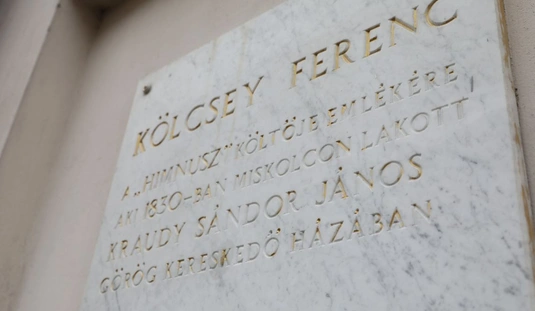 KÖLCSEY FERENC
A „HIMNUSZ” KÖLTŐJE EMLÉKÉRE,
AKI 1830-BAN MISKOLCON LAKOTT
KRAUDY SÁNDOR JÁNOS
GÖRÖG KERESKEDŐ HÁZÁBAN